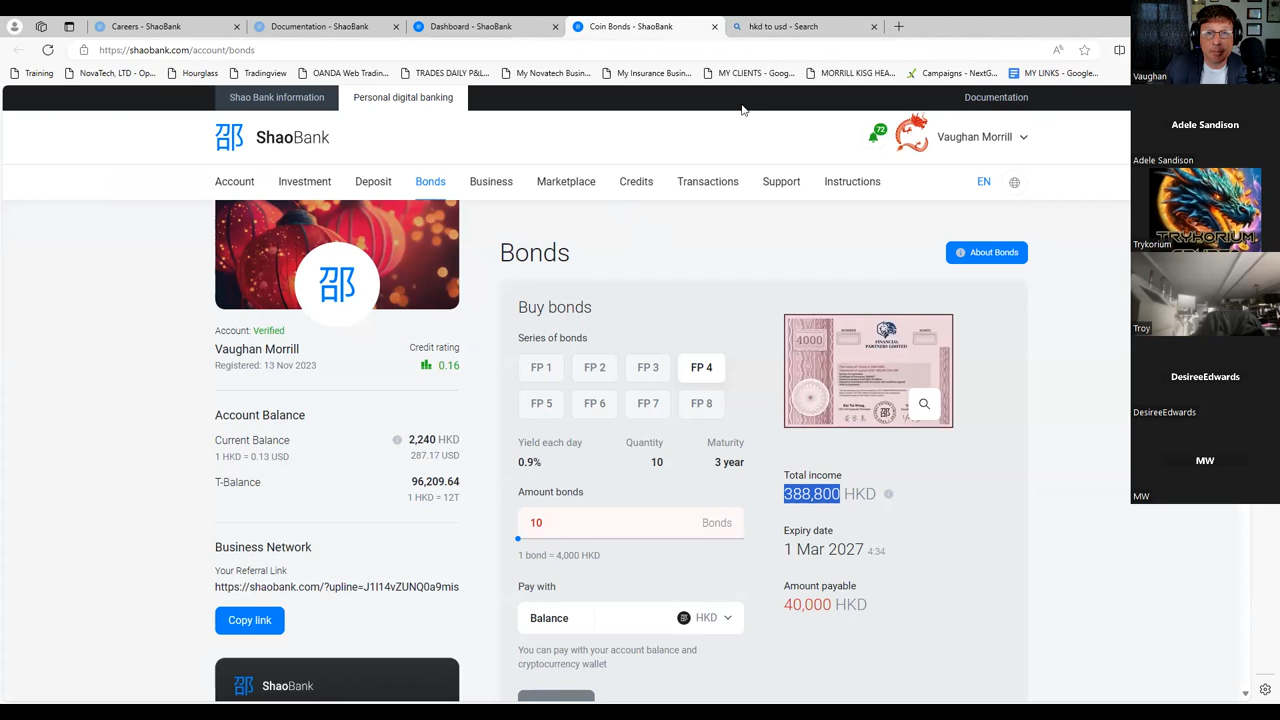 Careers - ShaoBank
Documentation - ShaoBank
Dashboard - ShaoBank
Coin Bonds - ShaoBank
hkd to usd - Search
https://shaobank.com/account/bonds
Training
NovaTech, LTD - Op...
Hourglass
Tradingview
OANDA Web Tradin...
TRADES DAILY P&L...
My Novatech Busin...
My Insurance Busin...
MY CLIENTS - Goog...
MORRILL KISG HEA...
Campaigns - NextG...
MY LINKS - Google...
Shao Bank information
Personal digital banking
Documentation
邵 ShaoBank
72
Vaughan Morrill
Account
Investment
Deposit
Bonds
Business
Marketplace
Credits
Transactions
Support
Instructions
EN
邵
Account: Verified
Vaughan Morrill
Registered: 13 Nov 2023
Credit rating
0.16
Account Balance
Current Balance
2,240 HKD
1 HKD = 0.13 USD
287.17 USD
T-Balance
96,209.64
1 HKD = 12T
Business Network
Your Referral Link
https://shaobank.com/?upline=J1I14vZUNQ0a9mis
Copy link
邵 ShaoBank
Bonds
About Bonds
Buy bonds
Series of bonds
FP 1
FP 2
FP 3
FP 4
FP 5
FP 6
FP 7
FP 8
Yield each day
Quantity
Maturity
0.9%
10
3 year
Amount bonds
10
Bonds
1 bond = 4,000 HKD
Pay with
Balance
HKD
You can pay with your account balance and
cryptocurrency wallet
4000
FINANCIAL
PARTNERS LIMITED
Total income
388,800 HKD
Expiry date
1 Mar 2027 4:34
Amount payable
40,000 HKD
Vaughan
Adele Sandison
Adele Sandison
TRYKORIUM
Trykorium
Troy
DesireeEdwards
DesireeEdwards
MW
MW